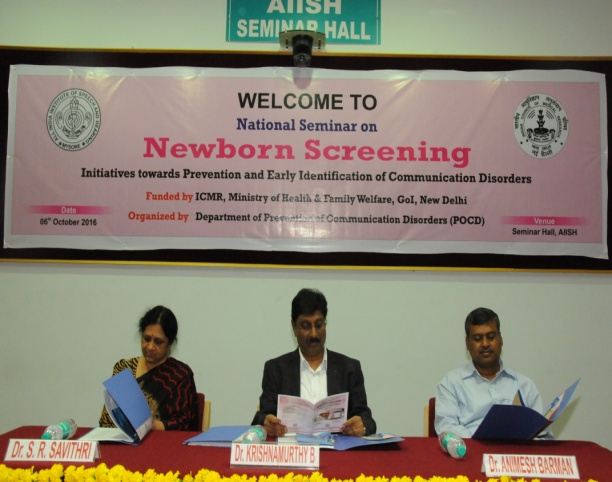 AIISH
SEMINAR HALL
WELCOME TO
National Seminar on
Newborn Screening
Initiatives towards Prevention and Early Identification of Communication Disorders
Funded by ICMR, Ministry of Health & Family Welfare, GoI, New Delhi
Organized by Department of Prevention of Communication Disorders (POCD)
Date
06th October 2016
Venue
Seminar Hall, AIISH
Dr. S. R. SAVITHRI
Dr. KRISHNAMURTHY B
Dr. ANIMESH BARMAN